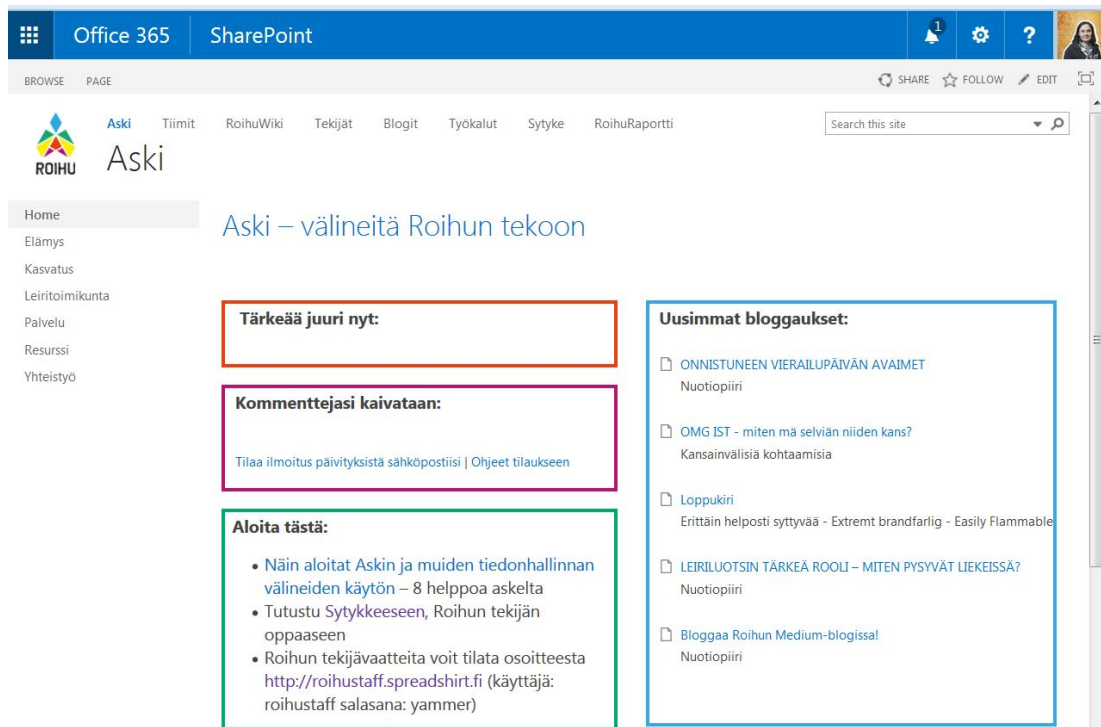 Office 365 SharePoint 1 ?
BROWSE PAGE SHARE FOLLOW EDIT
Aski Tiimit RoihuWiki Tekijät Blogit Työkalut Sytyke RoihuRaportti Search this site
ROIHU
Aski
Home
Elämys
Kasvatus
Leiritoimikunta
Palvelu
Resurssi
Yhteistyö
Aski – välineitä Roihun tekoon
Tärkeää juuri nyt:
Kommenttejasi kaivataan:
Tilaa ilmoitus päivityksistä sähköpostiisi | Ohjeet tilaukseen
Aloita tästä:
• Näin aloitat Askin ja muiden tiedonhallinnan
välineiden käytön – 8 helppoa askelta
• Tutustu Sytykkeeseen, Roihun tekijän
oppaaseen
• Roihun tekijävaatteita voit tilata osoitteesta
http://roihustaff.spreadshirt.fi (käyttäjä:
roihustaff salasana: yammer)
Uusimmat bloggaukset:
ONNISTUNEEN VIERAILUPÄIVÄN AVAIMET
Nuotiopiiri
OMG IST - miten mä selviän niiden kans?
Kansainvälisiä kohtaamisia
Loppukiri
Erittäin helposti syttyvää - Extremt brandfarlig - Easily Flammable
LEIRILUOTSIN TÄRKEÄ ROOLI – MITEN PYSYVÄT LIEKEISSÄ?
Nuotiopiiri
Bloggaa Roihun Medium-blogissa!
Nuotiopiiri